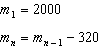 m₁ = 2000
mₙ = mₙ₋₁ − 320